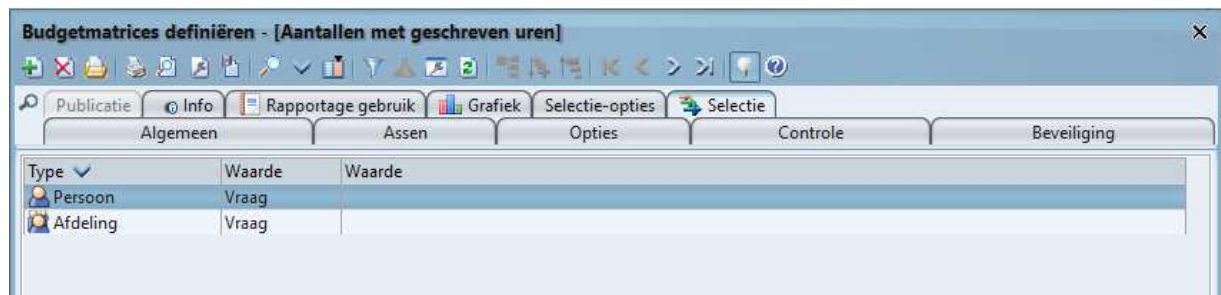 Budgetmatrices definiëren - [Aantallen met geschreven uren]
Publicatie Info Rapportage gebruik Grafiek Selectie-opties Selectie
Algemeen Assen Opties Controle Beveiliging
Type Waarde Waarde
Persoon Vraag
Afdeling Vraag